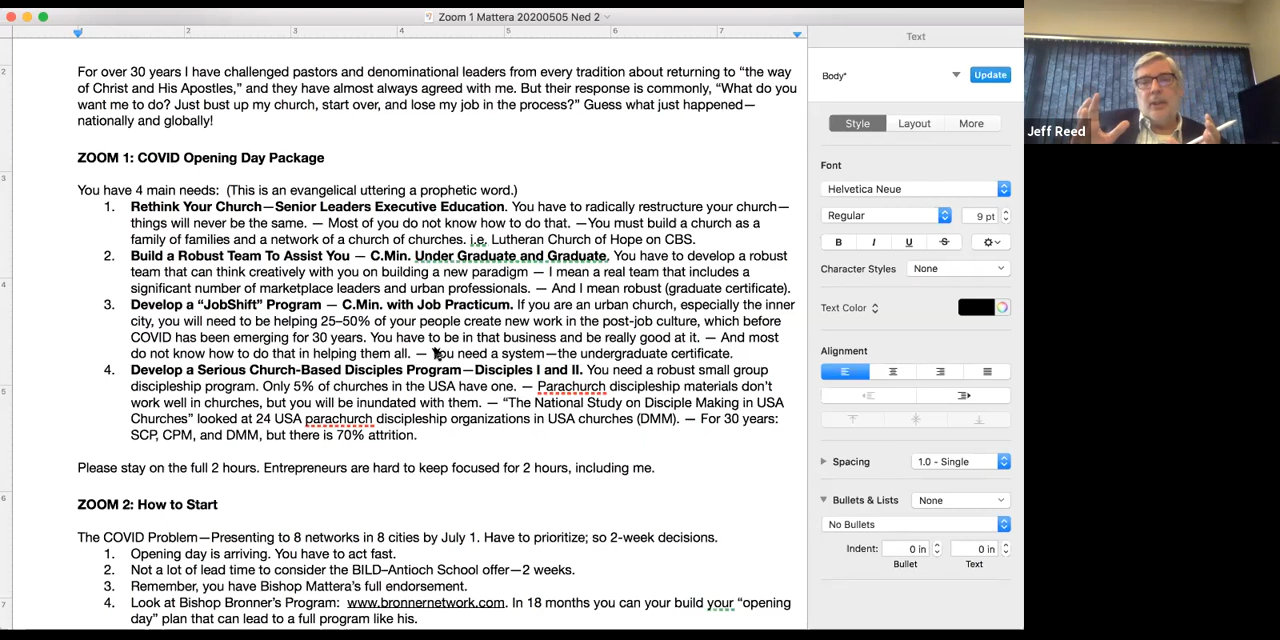 Zoom 1 Mattera 20200505 Ned 2
2 3 4 5 6 7
Text
2
For over 30 years I have challenged pastors and denominational leaders from every tradition about returning to “the way
of Christ and His Apostles,” and they have almost always agreed with me. But their response is commonly, “What do you
want me to do? Just bust up my church, start over, and lose my job in the process?” Guess what just happened—
nationally and globally!
Body*
Update
Jeff Reed
Style Layout More
3
ZOOM 1: COVID Opening Day Package
Font
You have 4 main needs: (This is an evangelical uttering a prophetic word.)
Helvetica Neue
1. Rethink Your Church—Senior Leaders Executive Education. You have to radically restructure your church—
things will never be the same. — Most of you do not know how to do that. —You must build a church as a
family of families and a network of a church of churches. i.e. Lutheran Church of Hope on CBS.
Regular 9 pt
B I U S
2. Build a Robust Team To Assist You — C.Min. Under Graduate and Graduate. You have to develop a robust
team that can think creatively with you on building a new paradigm — I mean a real team that includes a
significant number of marketplace leaders and urban professionals. — And I mean robust (graduate certificate).
Character Styles None
4
3. Develop a “JobShift” Program — C.Min. with Job Practicum. If you are an urban church, especially the inner
city, you will need to be helping 25–50% of your people create new work in the post-job culture, which before
COVID has been emerging for 30 years. You have to be in that business and be really good at it. — And most
do not know how to do that in helping them all. — You need a system—the undergraduate certificate.
Text Color
Alignment
4. Develop a Serious Church-Based Disciples Program—Disciples I and II. You need a robust small group
discipleship program. Only 5% of churches in the USA have one. — Parachurch discipleship materials don’t
work well in churches, but you will be inundated with them. — “The National Study on Disciple Making in USA
Churches” looked at 24 USA parachurch discipleship organizations in USA churches (DMM). — For 30 years:
SCP, CPM, and DMM, but there is 70% attrition.
5
Spacing 1.0 - Single
Please stay on the full 2 hours. Entrepreneurs are hard to keep focused for 2 hours, including me.
6
Bullets & Lists None
ZOOM 2: How to Start
No Bullets
The COVID Problem—Presenting to 8 networks in 8 cities by July 1. Have to prioritize; so 2-week decisions.
Indent: 0 in 0 in
Bullet Text
1. Opening day is arriving. You have to act fast.
2. Not a lot of lead time to consider the BILD–Antioch School offer—2 weeks.
3. Remember, you have Bishop Mattera’s full endorsement.
7
4. Look at Bishop Bronner’s Program: www.bronnernetwork.com. In 18 months you can your build your “opening
day” plan that can lead to a full program like his.